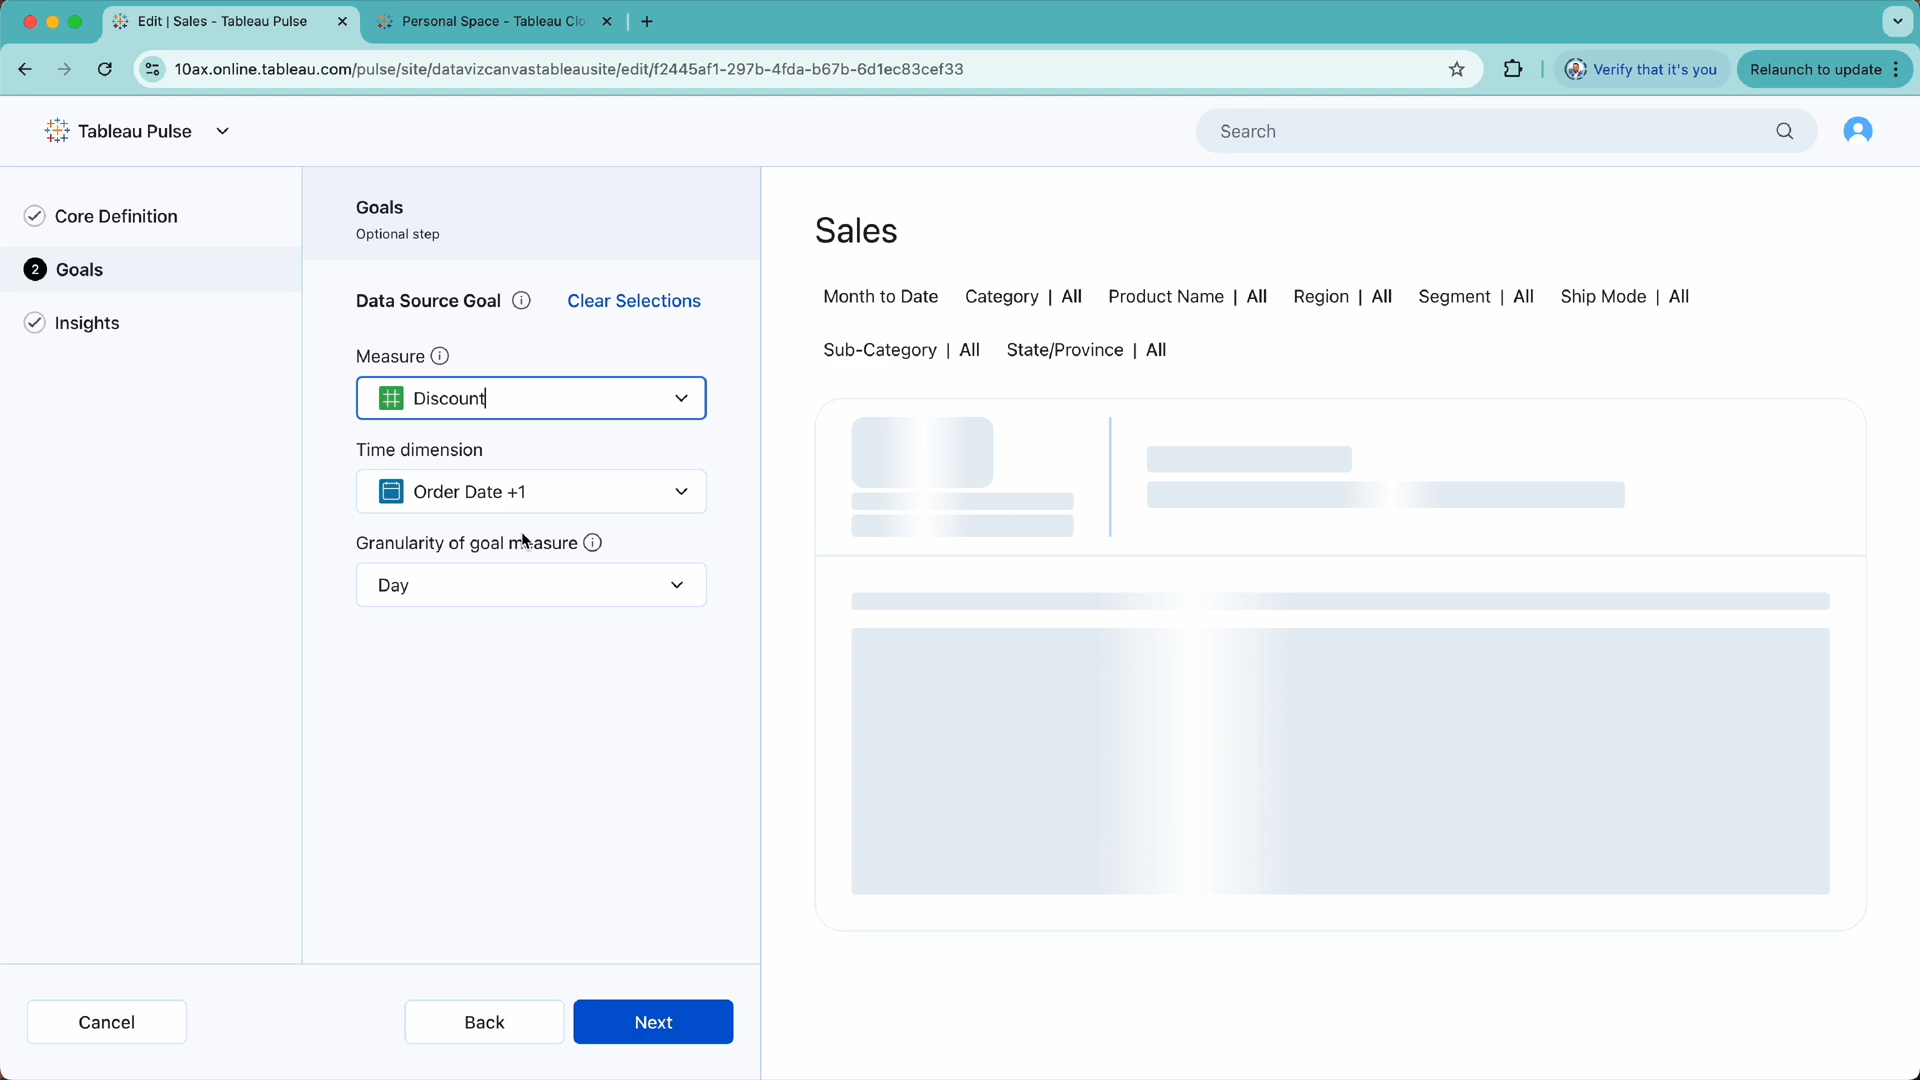 Edit | Sales - Tableau Pulse
Personal Space - Tableau Clo
10ax.online.tableau.com/pulse/site/datavizcanvastableausite/edit/f2445af1-297b-4fda-b67b-6d1ec83cef33
Verify that it's you
Relaunch to update
Tableau Pulse
Search
Core Definition
2 Goals
Insights
Goals
Optional step
Data Source Goal
Clear Selections
Measure
Discount
Time dimension
Order Date +1
Granularity of goal measure
Day
Cancel
Back
Next
Sales
Month to Date Category | All Product Name | All Region | All Segment | All Ship Mode | All
Sub-Category | All State/Province | All